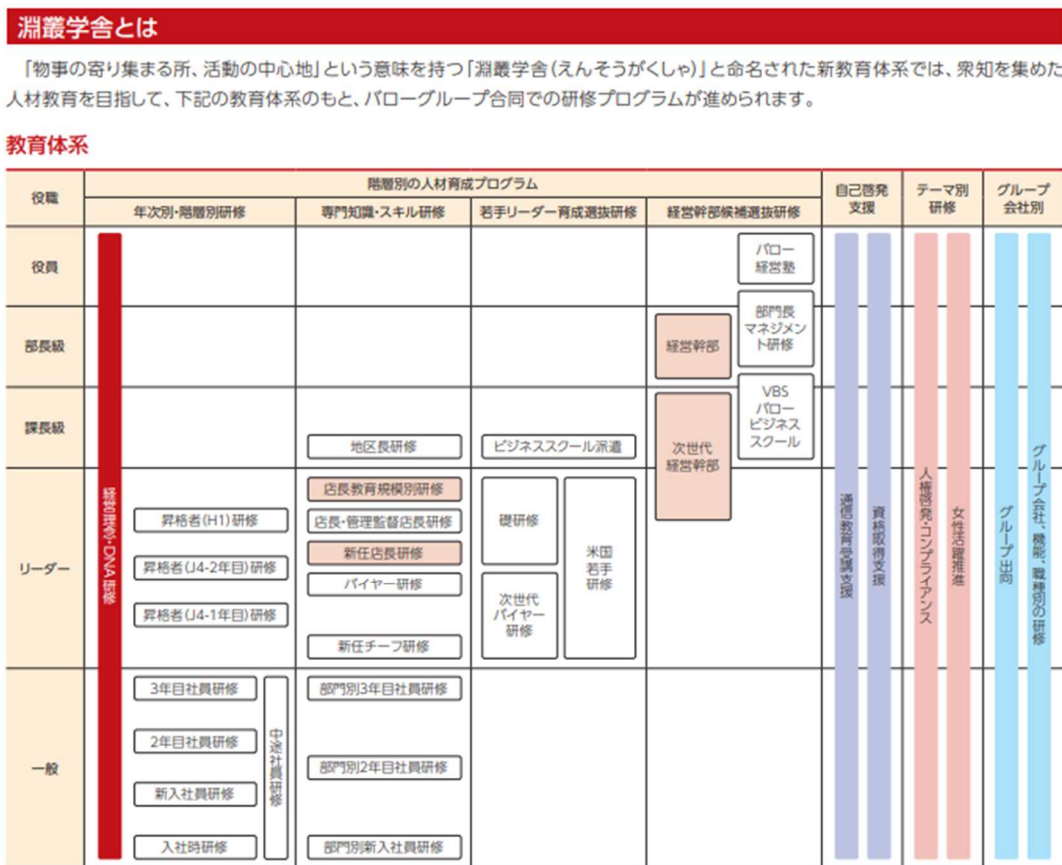 淵叢学舎とは
「物事の寄り集まる所、活動の中心地」という意味を持つ「淵叢学舎(えんそうがくしゃ)」と命名された新教育体系では、衆知を集めた
人材教育を目指して、下記の教育体系のもと、バローグループ合同での研修プログラムが進められます。
教育体系
役職
階層別の人材育成プログラム
自己啓発
支援
テーマ別
研修
グループ
会社別
年次別・階層別研修
専門知識・スキル研修
若手リーダー育成選抜研修
経営幹部候補選抜研修
役員
バロー
経営塾
部長級
経営幹部
部門長
マネジメン
ト研修
課長級
地区長研修
ビジネススクール派遣
次世代
経営幹部
VBS
バロー
ビジネス
スクール
リーダー
経営理念・DNA研修
昇格者(H1)研修
昇格者(J4-2年目)研修
昇格者(J4-1年目)研修
店長教育規模別研修
店長・管理監督店長研修
新任店長研修
バイヤー研修
新任チーフ研修
礎研修
次世代
バイヤー
研修
米国
若手
研修
通信教育受講支援
資格取得支援
人権啓発・コンプライアンス
女性活躍推進
グループ出向
グループ会社、機能、職種別の研修
一般
3年目社員研修
2年目社員研修
新入社員研修
入社時研修
中途社員研修
部門別3年目社員研修
部門別2年目社員研修
部門別新入社員研修